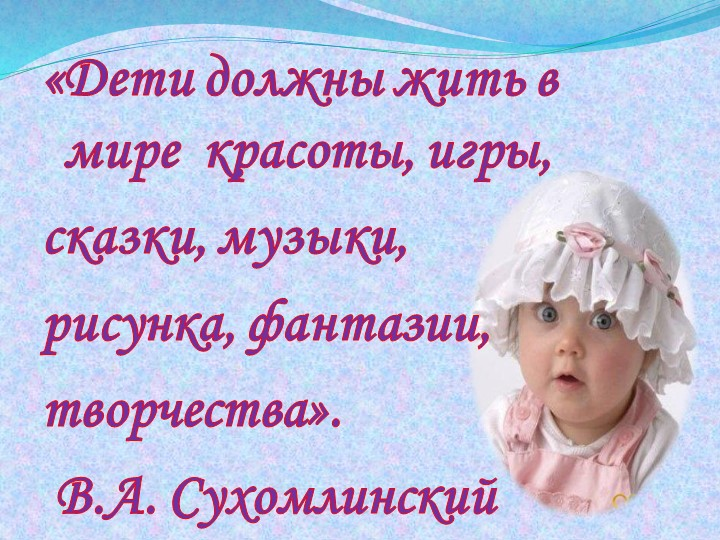 «Дети должны жить в
мире красоты, игры,
сказки, музыки,
рисунка, фантазии,
творчества».
В.А. Сухомлинский